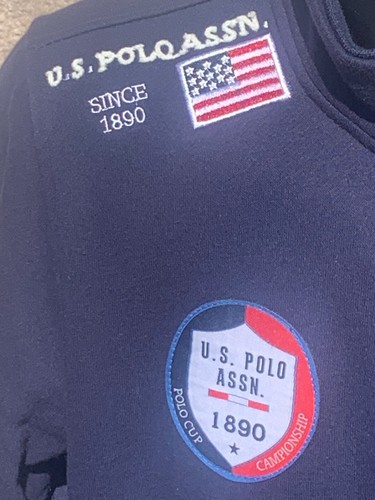 U.S. POLO ASSN.
SINCE
1890
U.S. POLO
ASSN.
1890
POLO CUP
CAMPIONSHIP